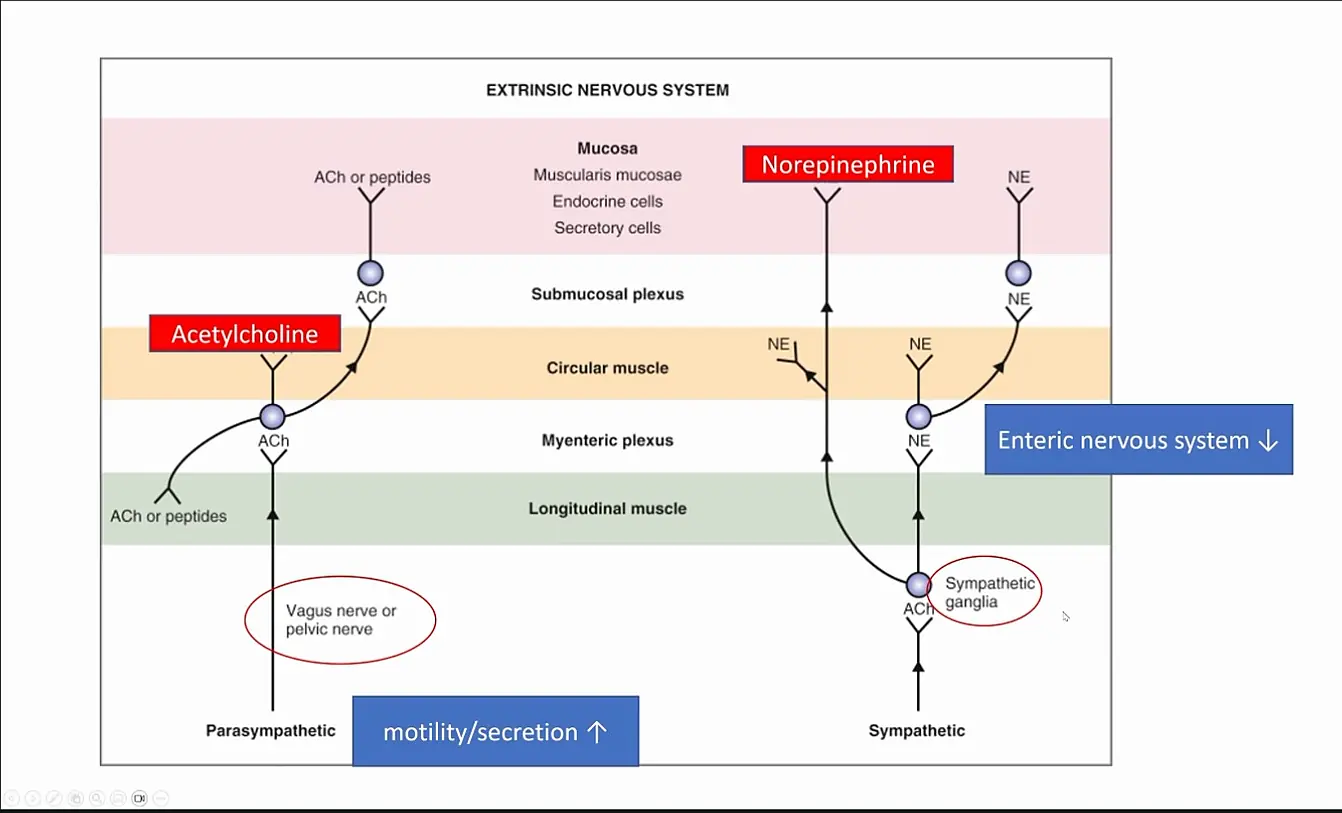 EXTRINSIC NERVOUS SYSTEM
Mucosa
Muscularis mucosae
Endocrine cells
Secretory cells
ACh or peptides
Norepinephrine
NE
Submucosal plexus
ACh
NE
Acetylcholine
Circular muscle
NE
NE
Myenteric plexus
ACh
NE
Enteric nervous system ↓
Longitudinal muscle
ACh or peptides
Vagus nerve or
pelvic nerve
Sympathetic
ganglia
ACh
Parasympathetic
motility/secretion ↑
Sympathetic